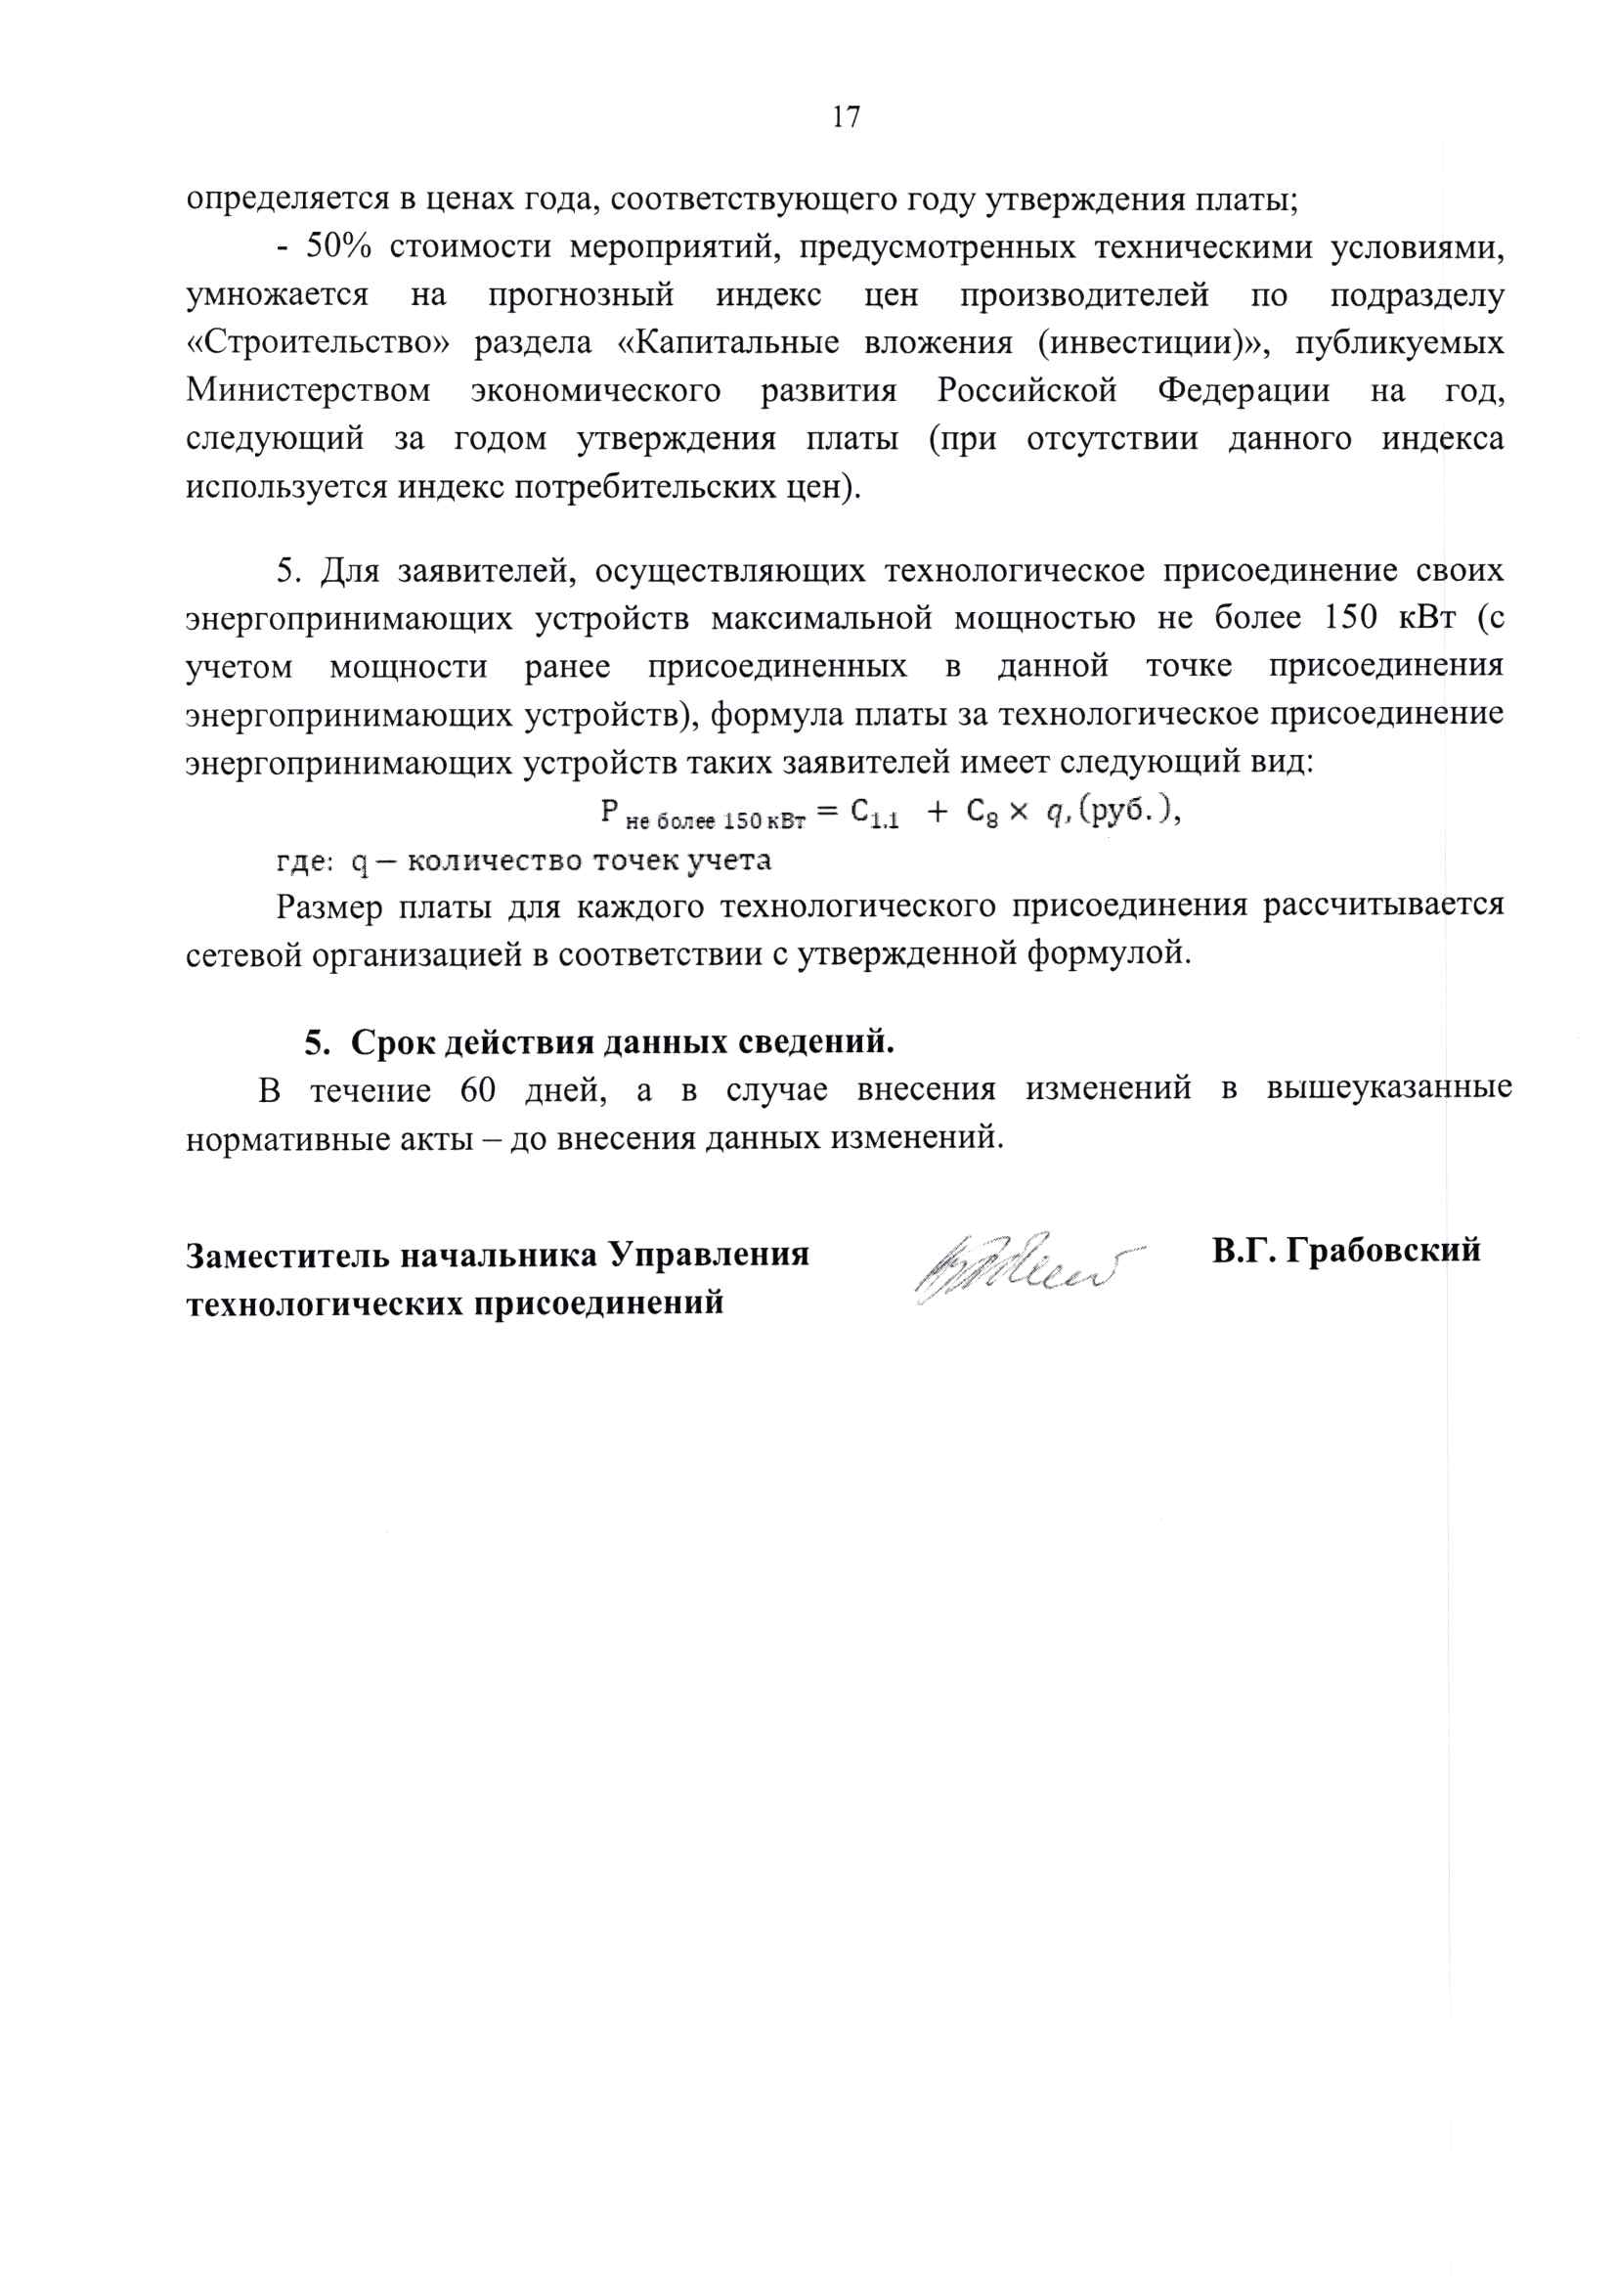 17
определяется в ценах года, соответствующего году утверждения платы;
- 50% стоимости мероприятий, предусмотренных техническими условиями,
умножается на прогнозный индекс цен производителей по подразделу
«Строительство» раздела «Капитальные вложения (инвестиции)», публикуемых
Министерством экономического развития Российской Федерации на год,
следующий за годом утверждения платы (при отсутствии данного индекса
используется индекс потребительских цен).
5. Для заявителей, осуществляющих технологическое присоединение своих
энергопринимающих устройств максимальной мощностью не более 150 кВт (с
учетом мощности ранее присоединенных в данной точке присоединения
энергопринимающих устройств), формула платы за технологическое присоединение
энергопринимающих устройств таких заявителей имеет следующий вид:
P не более 150 кВт = C1.1 + C8 × q, (руб.),
где: q – количество точек учета
Размер платы для каждого технологического присоединения рассчитывается
сетевой организацией в соответствии с утвержденной формулой.
5. Срок действия данных сведений.
В течение 60 дней, а в случае внесения изменений в вышеуказанные
нормативные акты – до внесения данных изменений.
Заместитель начальника Управления В.Г. Грабовский
технологических присоединений